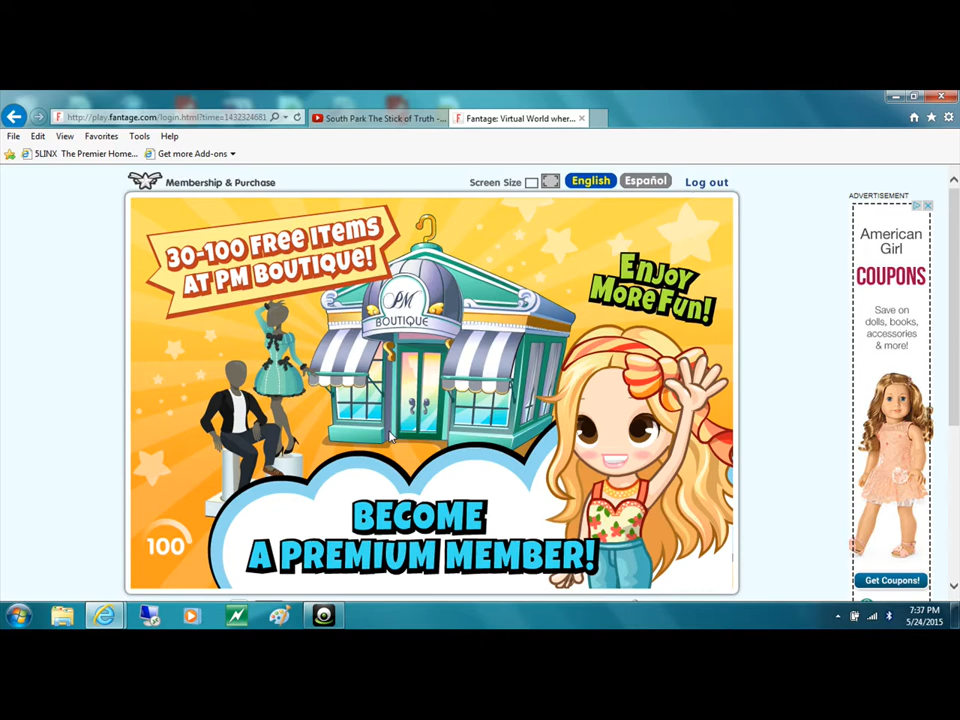 http://play.fantage.com/login.html?time=1432324681
South Park The Stick of Truth -...
Fantage: Virtual World wher...
File Edit View Favorites Tools Help
5LINX The Premier Home...
Get more Add-ons
Membership & Purchase
Screen Size
English
Español
Log out
ADVERTISEMENT
30-100 FREE ITEMS
AT PM BOUTIQUE!
PM
BOUTIQUE
ENJOY
MORE FUN!
BECOME
A PREMIUM MEMBER!
100
American
Girl
COUPONS
Save on
dolls, books,
accessories
& more!
Get Coupons!
7:37 PM
5/24/2015